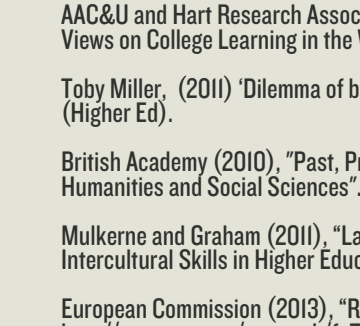 AAC&U and Hart Research Assoc
Views on College Learning in the
Toby Miller,  (2011) ‘Dilemma of b
(Higher Ed).
British Academy (2010), "Past, Pr
Humanities and Social Sciences".
Mulkerne and Graham (2011), “La
Intercultural Skills in Higher Educ
European Commission (2013), “R